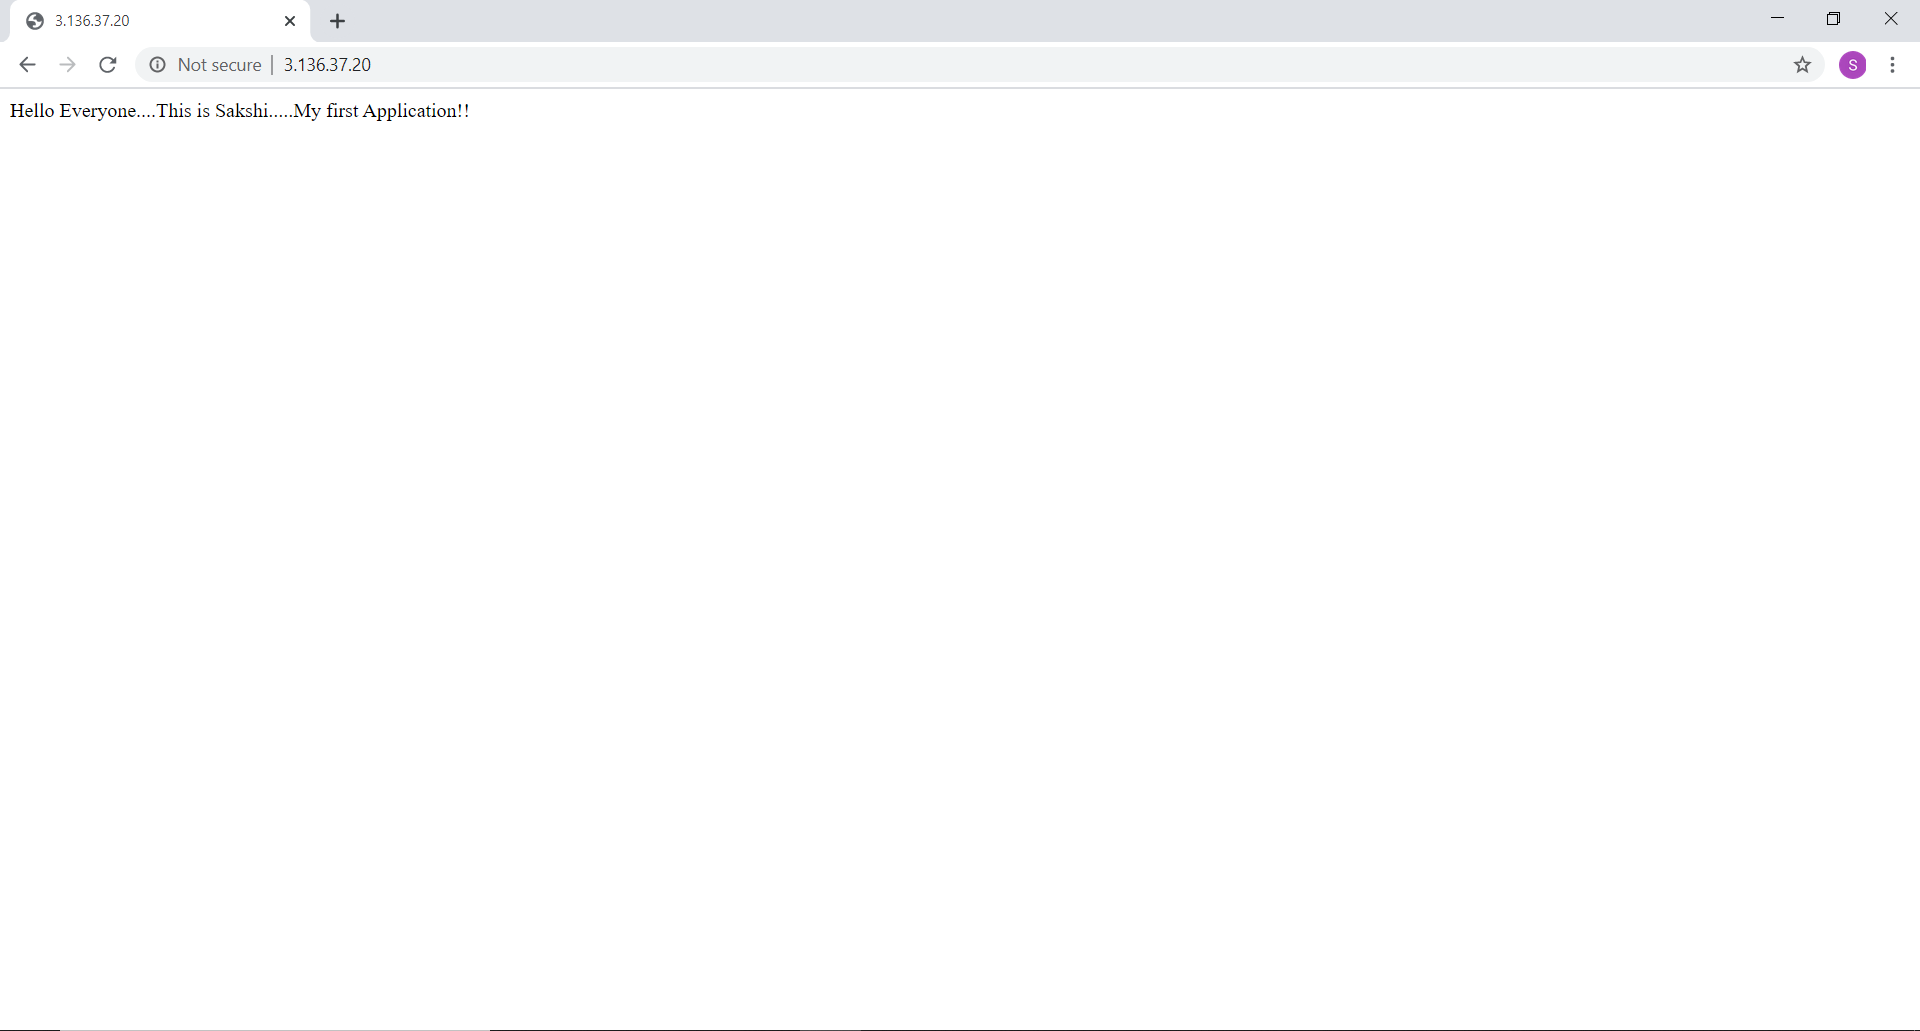 3.136.37.20
Not secure | 3.136.37.20
S
Hello Everyone....This is Sakshi.....My first Application!!